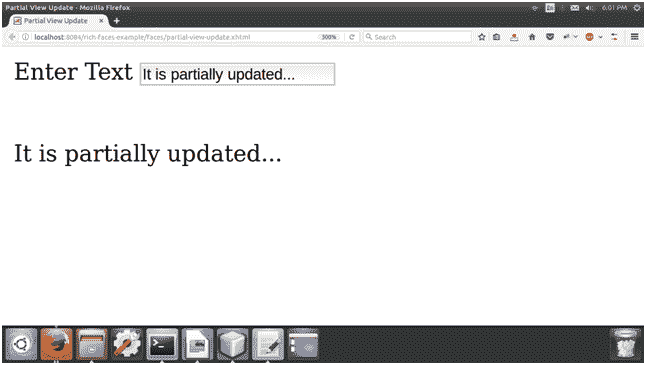 Partial View Update - Mozilla Firefox
En
6:01 PM
Partial View Update
localhost:8084/rich-faces-example/faces/partial-view-update.xhtml
300%
Search
Enter Text It is partially updated...
It is partially updated...